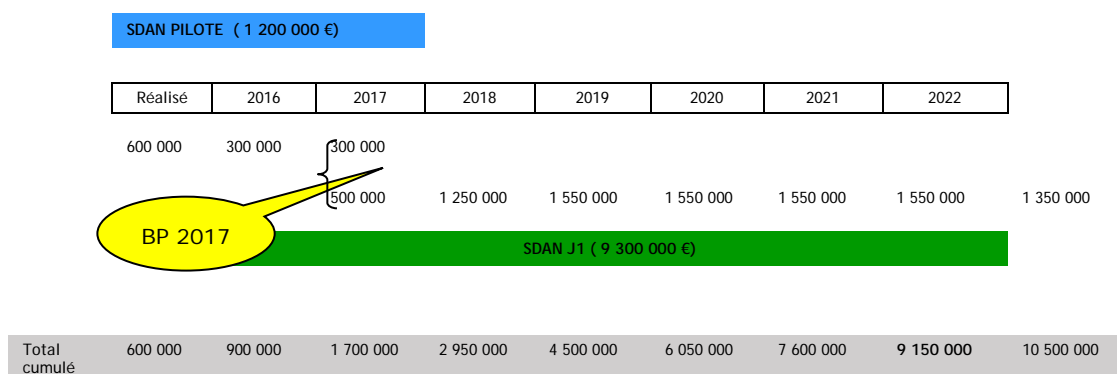 SDAN PILOTE ( 1 200 000 €)
Réalisé 2016 2017 2018 2019 2020 2021 2022
600 000 300 000 300 000
500 000 1 250 000 1 550 000 1 550 000 1 550 000 1 550 000 1 350 000
BP 2017
SDAN J1 ( 9 300 000 €)
Total cumulé 600 000 900 000 1 700 000 2 950 000 4 500 000 6 050 000 7 600 000 9 150 000 10 500 000